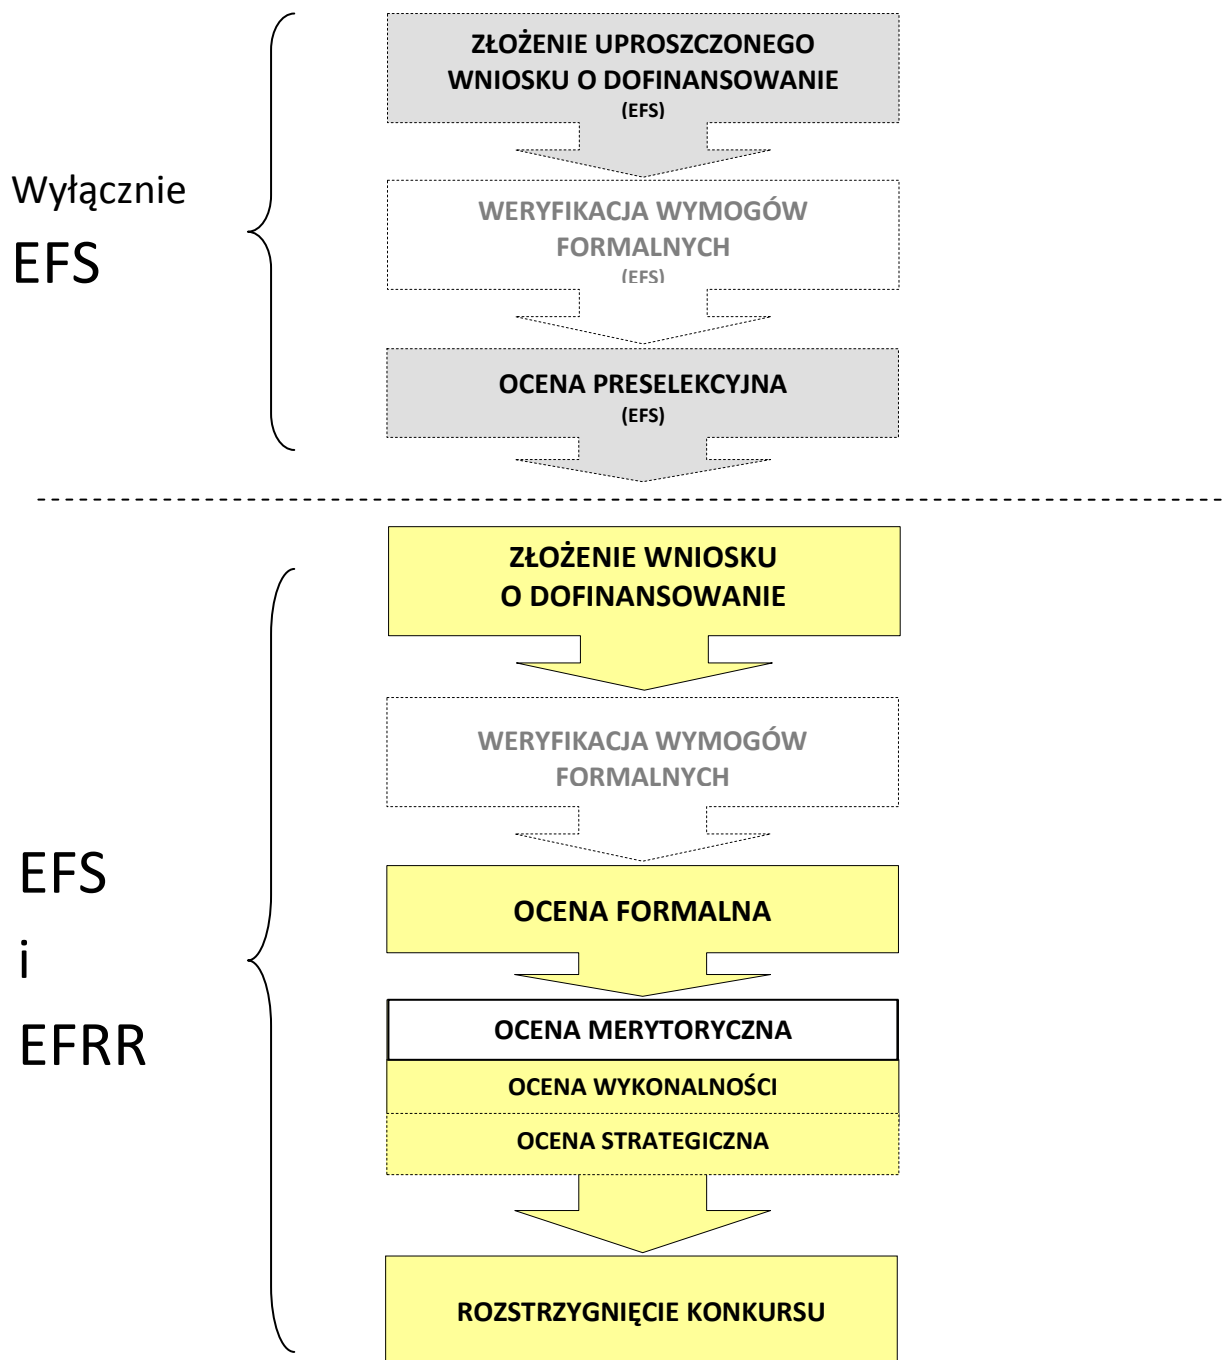 ZŁOŻENIE UPROSZCZONEGO
WNIOSKU O DOFINANSOWANIE
(EFS)
Wyłącznie
EFS
WERYFIKACJA WYMOGÓW
FORMALNYCH
(EFS)
OCENA PRESELEKCYJNA
(EFS)
ZŁOŻENIE WNIOSKU
O DOFINANSOWANIE
WERYFIKACJA WYMOGÓW
FORMALNYCH
EFS
i
EFRR
OCENA FORMALNA
OCENA MERYTORYCZNA
OCENA WYKONALNOŚCI
OCENA STRATEGICZNA
ROZSTRZYGNIĘCIE KONKURSU